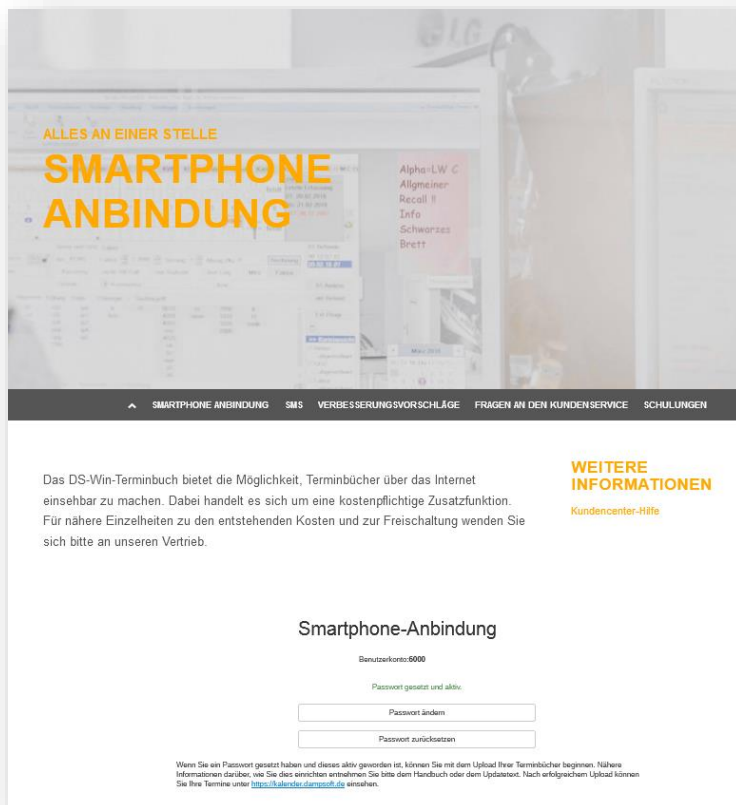 LG
ALLES AN EINER STELLE
SMARTPHONE
ANBINDUNG
Alpha=LW C
Allgmeiner
Recall !!
Info
Schwarzes
Brett
März 2016
SMARTPHONE ANBINDUNG SMS VERBESSERUNGSVORSCHLÄGE FRAGEN AN DEN KUNDENSERVICE SCHULUNGEN
Das DS-Win-Terminbuch bietet die Möglichkeit, Terminbücher über das Internet
einsehbar zu machen. Dabei handelt es sich um eine kostenpflichtige Zusatzfunktion.
Für nähere Einzelheiten zu den entstehenden Kosten und zur Freischaltung wenden Sie
sich bitte an unseren Vertrieb.
WEITERE
INFORMATIONEN
Kundencenter-Hilfe
Smartphone-Anbindung
Benutzerkonto:6000
Passwort gesetzt und aktiv.
Passwort ändern
Passwort zurücksetzen
Wenn Sie ein Passwort gesetzt haben und dieses aktiv geworden ist, können Sie mit dem Upload Ihrer Terminbücher beginnen. Nähere
Informationen darüber, wie Sie dies einrichten entnehmen Sie bitte dem Handbuch oder dem Updatetext. Nach erfolgreichem Upload können
Sie Ihre Termine unter https://kalender.dampsoft.de einsehen.